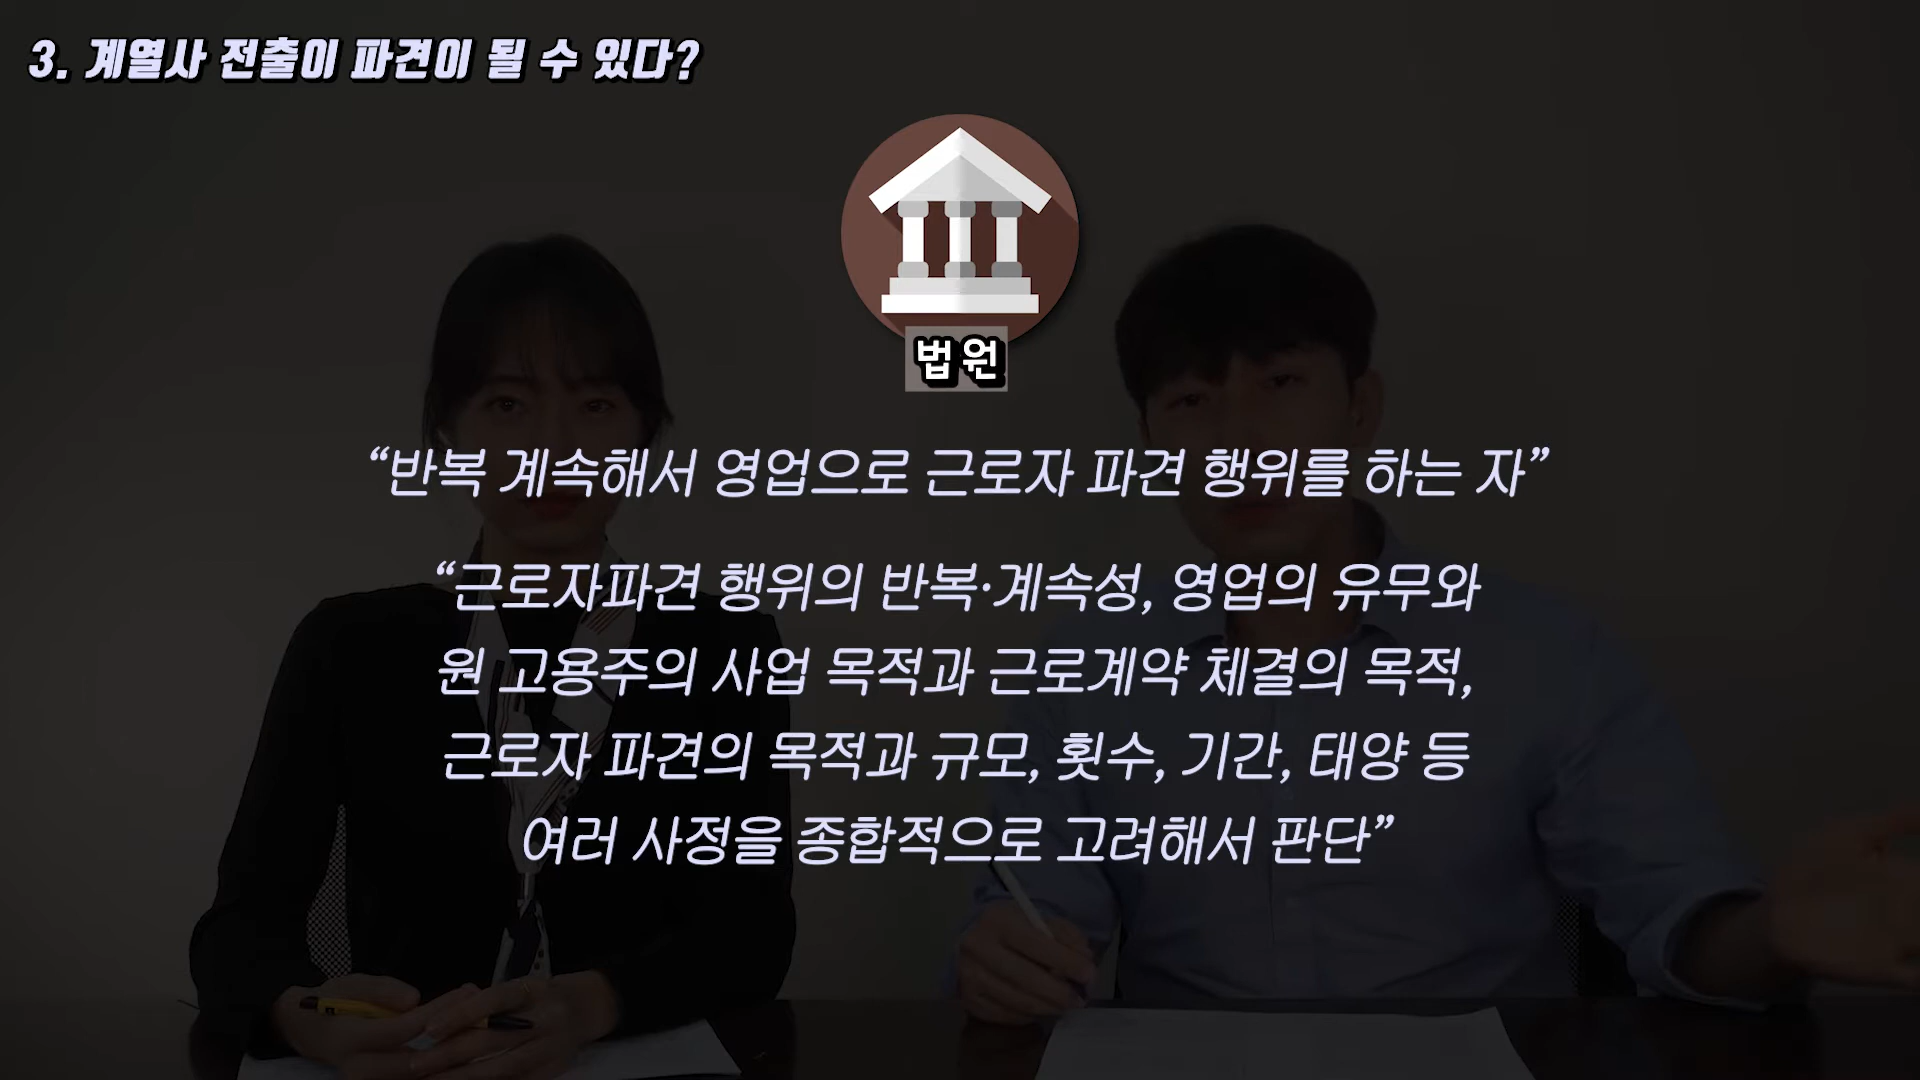 3. 계열사 전출이 파견이 될 수 있다?
법원
“반복 계속해서 영업으로 근로자 파견 행위를 하는 자”
“근로자파견 행위의 반복·계속성, 영업의 유무와
원 고용주의 사업 목적과 근로계약 체결의 목적,
근로자 파견의 목적과 규모, 횟수, 기간, 태양 등
여러 사정을 종합적으로 고려해서 판단”